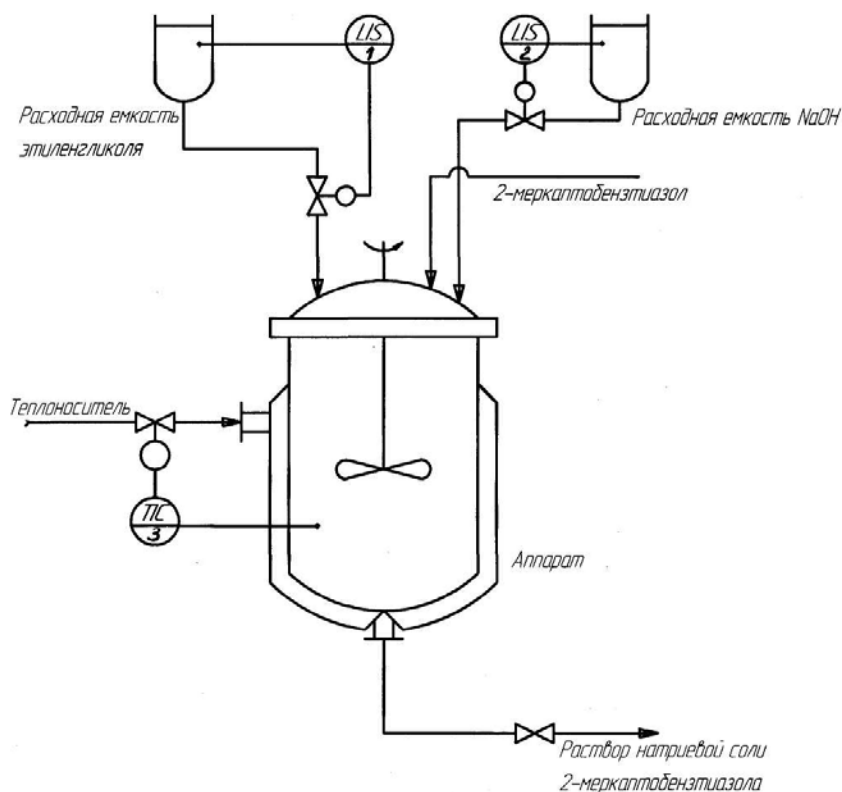 LIS
1
LIS
2
Расходная емкость
этиленгликоля
Расходная емкость NaOH
2-меркаптобензтиазол
Теплоноситель
TIC
3
Аппарат
Раствор натриевой соли
2-меркаптобензтиазола